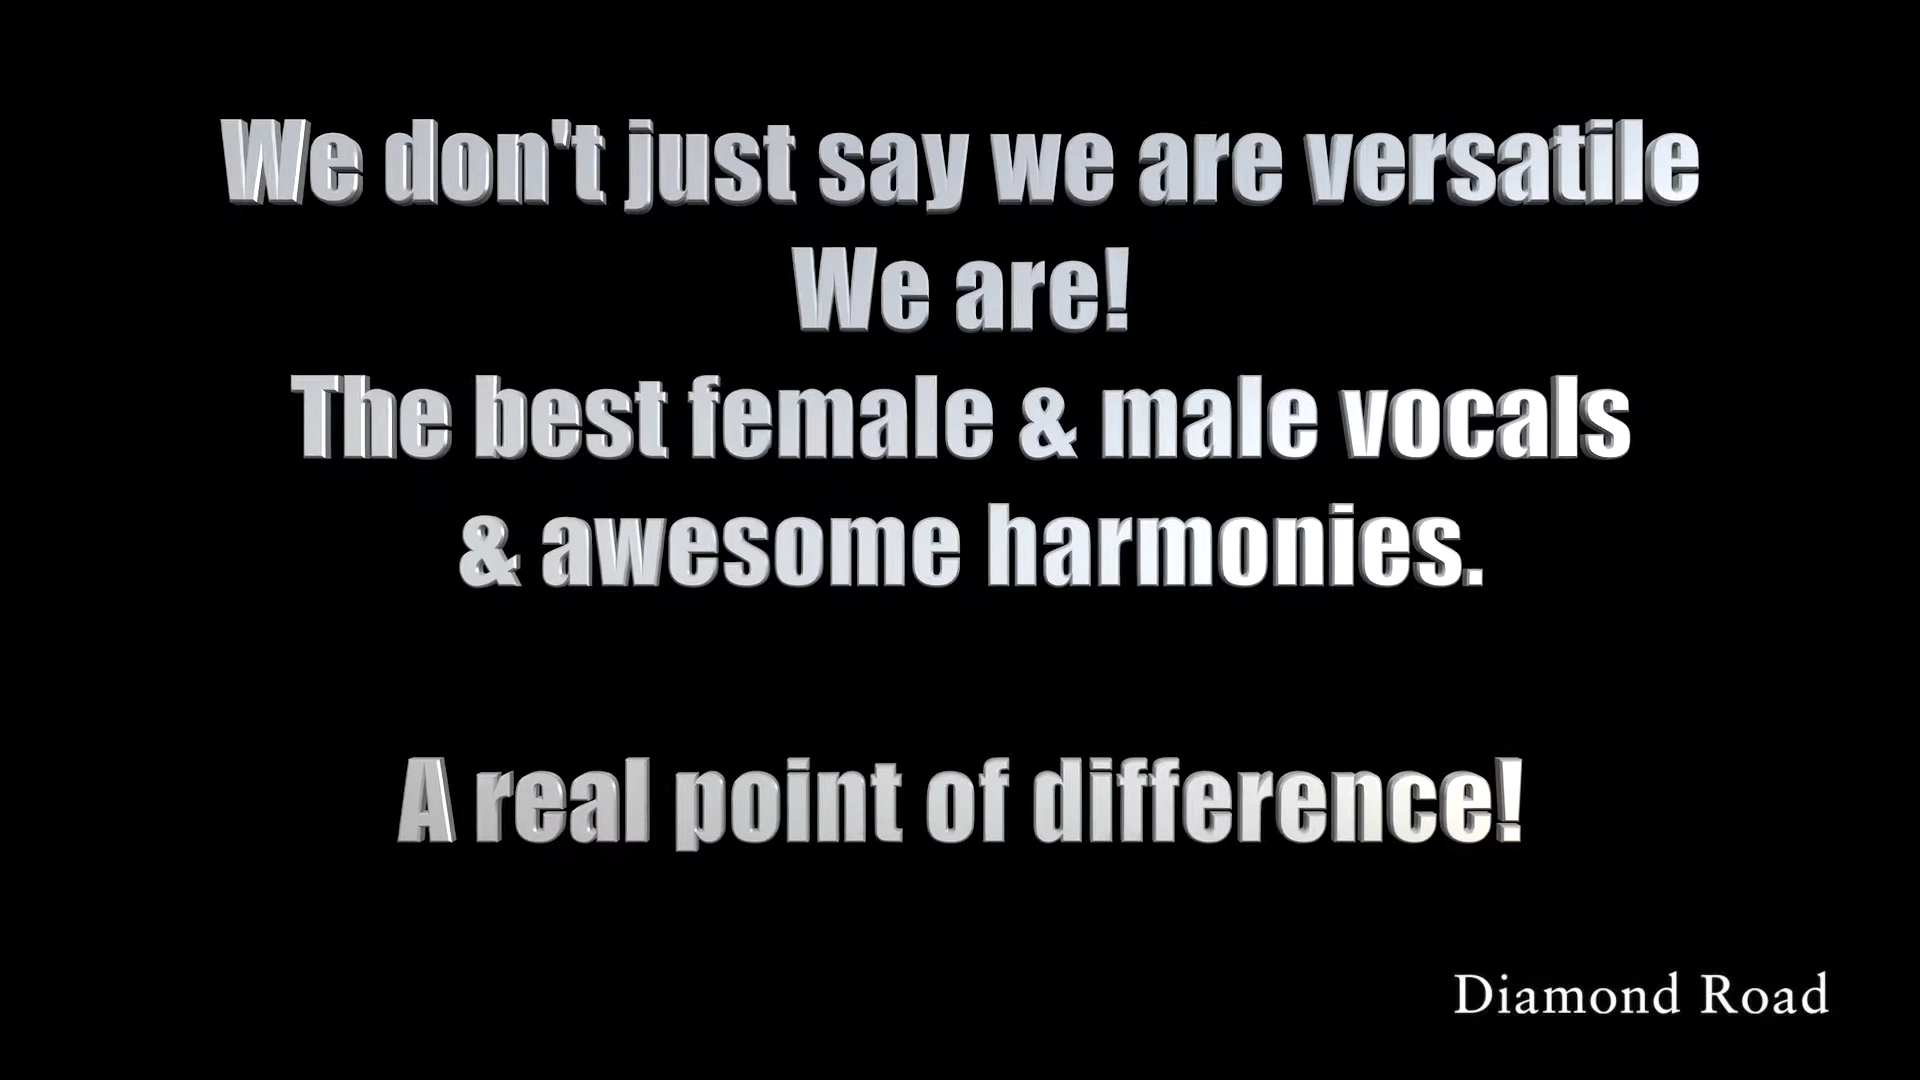 We don't just say we are versatile
We are!
The best female & male vocals
& awesome harmonies.
A real point of difference!
Diamond Road